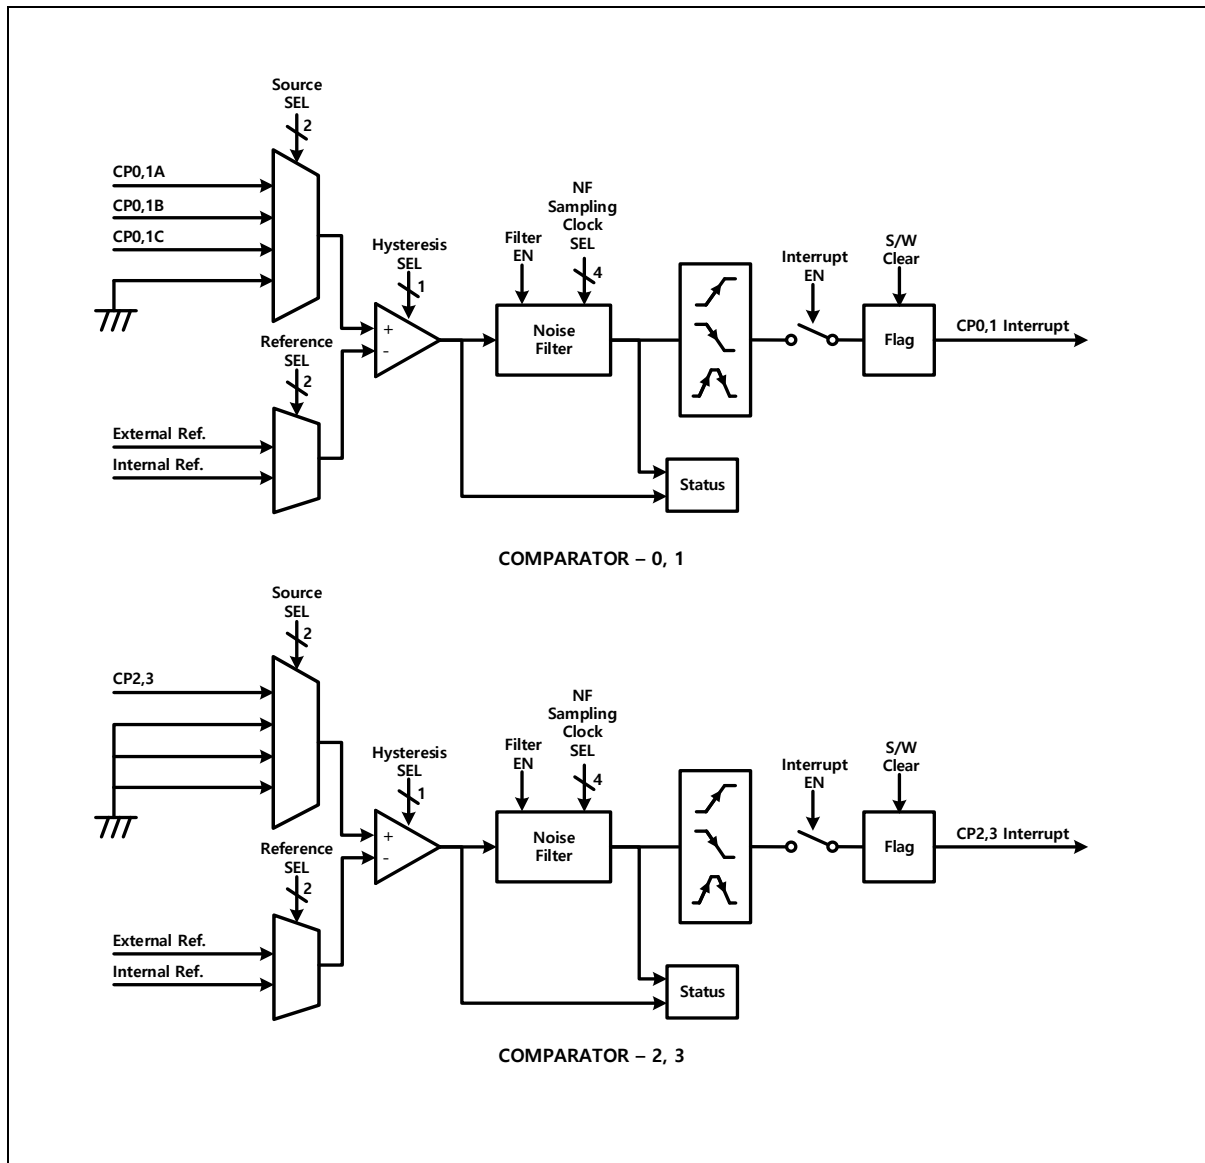 Source
SEL
2
CP0,1A
CP0,1B
CP0,1C
Hysteresis
SEL
1
Filter
EN
NF
Sampling
Clock
SEL
4
Interrupt
EN
S/W
Clear
+
-
Noise
Filter
Flag
CP0,1 Interrupt
Reference
SEL
2
External Ref.
Internal Ref.
Status
COMPARATOR – 0, 1
Source
SEL
2
CP2,3
Hysteresis
SEL
1
Filter
EN
NF
Sampling
Clock
SEL
4
Interrupt
EN
S/W
Clear
+
-
Noise
Filter
Flag
CP2,3 Interrupt
Reference
SEL
2
External Ref.
Internal Ref.
Status
COMPARATOR – 2, 3